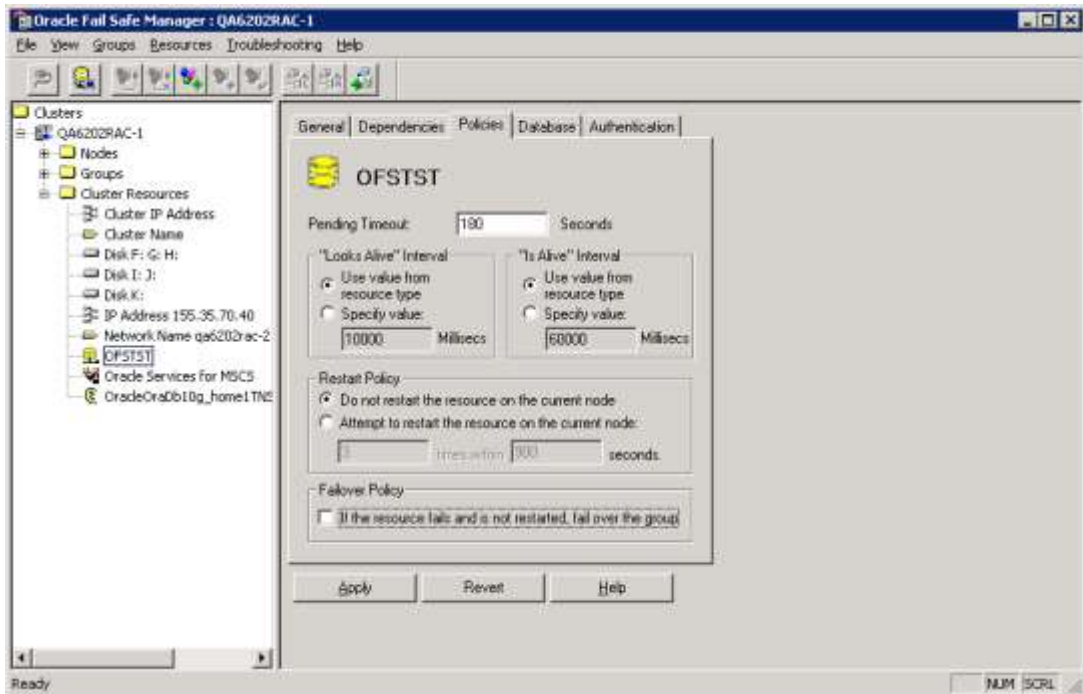 Oracle Fail Safe Manager : QA6202RAC-1
File View Groups Resources Troubleshooting Help
Clusters
QA6202RAC-1
Nodes
Groups
Cluster Resources
Cluster IP Address
Cluster Name
Disk F: G: H:
Disk I: J:
Disk K:
IP Address 155.35.70.40
Network Name qa6202rac-2
OFSTST
Oracle Services for MSCS
OracleOraDb10g_home1TNS
General Dependencies Policies Database Authentication
OFSTST
Pending Timeout: 180 Seconds
"Looks Alive" Interval
Use value from
resource type
Specify value:
10000 Millisecs
"Is Alive" Interval
Use value from
resource type
Specify value:
60000 Millisecs
Restart Policy
Do not restart the resource on the current node
Attempt to restart the resource on the current node:
3 times within 900 seconds.
Failover Policy
If the resource fails and is not restarted, fail over the group
Apply Revert Help
Ready
NUM SCRL